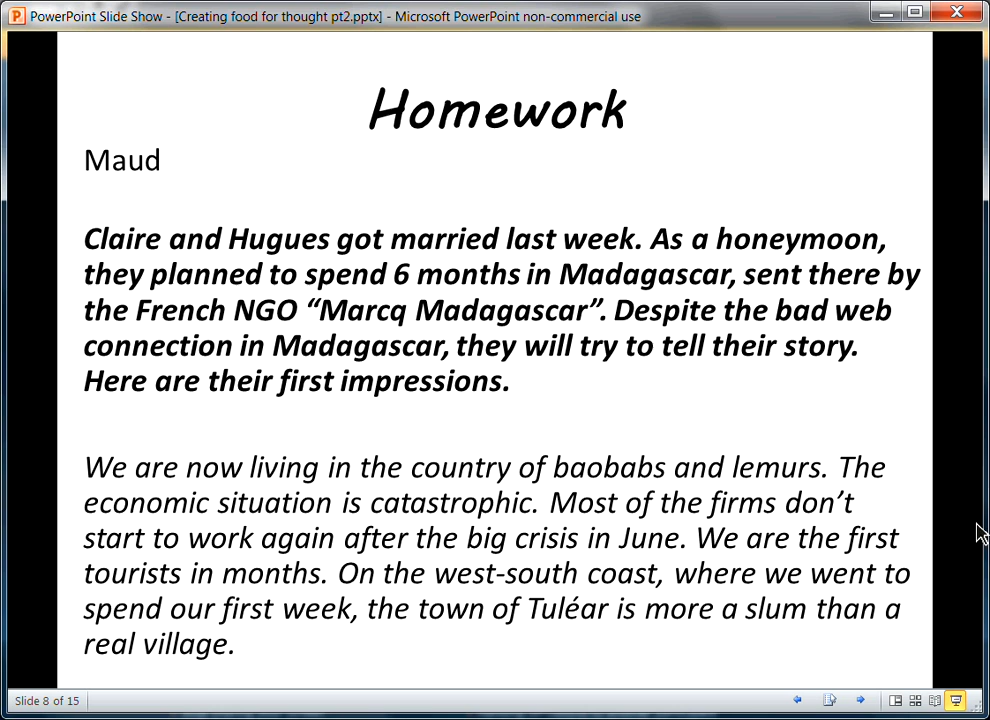 PowerPoint Slide Show - [Creating food for thought pt2.pptx] - Microsoft PowerPoint non-commercial use
Homework
Maud
Claire and Hugues got married last week. As a honeymoon,
they planned to spend 6 months in Madagascar, sent there by
the French NGO “Marcq Madagascar”. Despite the bad web
connection in Madagascar, they will try to tell their story.
Here are their first impressions.
We are now living in the country of baobabs and lemurs. The
economic situation is catastrophic. Most of the firms don’t
start to work again after the big crisis in June. We are the first
tourists in months. On the west-south coast, where we went to
spend our first week, the town of Tuléar is more a slum than a
real village.
Slide 8 of 15